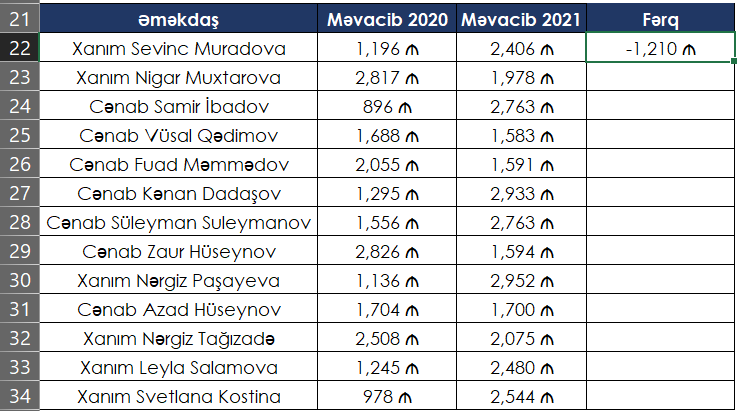 21 Əməkdaş Məvacib 2020 Məvacib 2021 Fərq
22 Xanım Sevinc Muradova 1,196 ₼ 2,406 ₼ -1,210 ₼
23 Xanım Nigar Muxtarova 2,817 ₼ 1,978 ₼
24 Cənab Samir İbadov 896 ₼ 2,763 ₼
25 Cənab Vüsal Qədimov 1,688 ₼ 1,583 ₼
26 Cənab Fuad Məmmədov 2,055 ₼ 1,591 ₼
27 Cənab Kənan Dadaşov 1,295 ₼ 2,933 ₼
28 Cənab Süleyman Suleymanov 1,556 ₼ 2,763 ₼
29 Cənab Zaur Hüseynov 2,826 ₼ 1,594 ₼
30 Xanım Nərgiz Paşayeva 1,136 ₼ 2,952 ₼
31 Cənab Azad Hüseynov 1,704 ₼ 1,700 ₼
32 Xanım Nərgiz Tağızadə 2,508 ₼ 2,075 ₼
33 Xanım Leyla Salamova 1,245 ₼ 2,480 ₼
34 Xanım Svetlana Kostina 978 ₼ 2,544 ₼